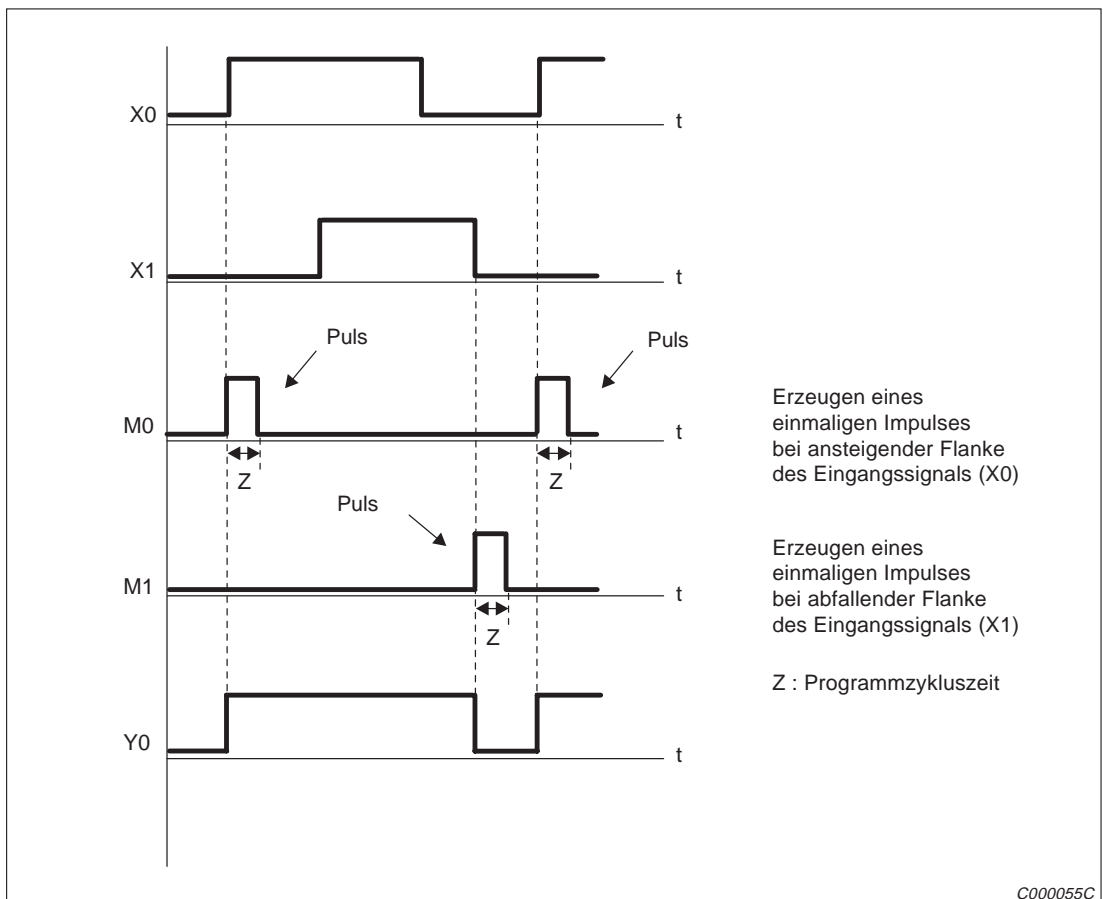 X0
t
X1
t
Puls
Puls
M0
t
Z
Z
Erzeugen eines
einmaligen Impulses
bei ansteigender Flanke
des Eingangssignals (X0)
Puls
M1
t
Z
Erzeugen eines
einmaligen Impulses
bei abfallender Flanke
des Eingangssignals (X1)
Z : Programmzykluszeit
Y0
t
C000055C